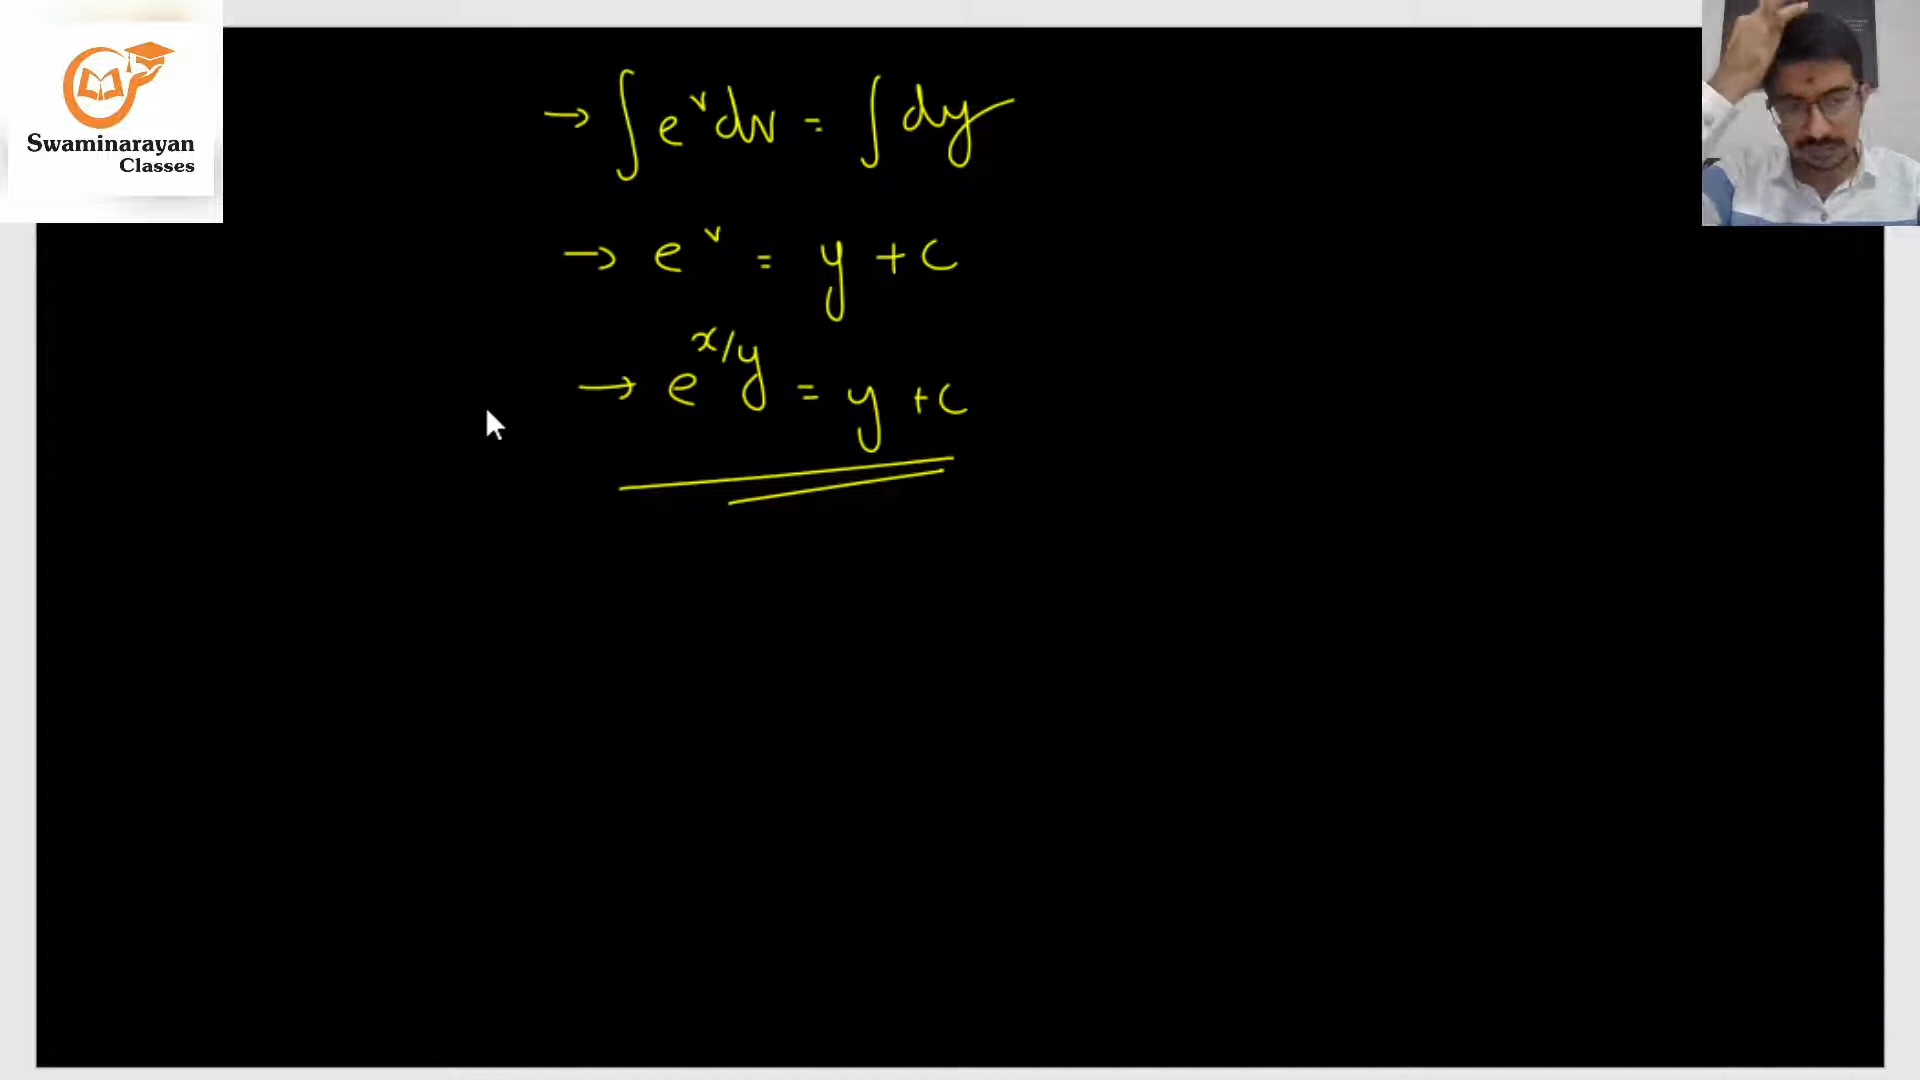 Swaminarayan
Classes
→ ∫ e^v dv = ∫ dy
→ e^v = y + c
→ e^x/y = y + c